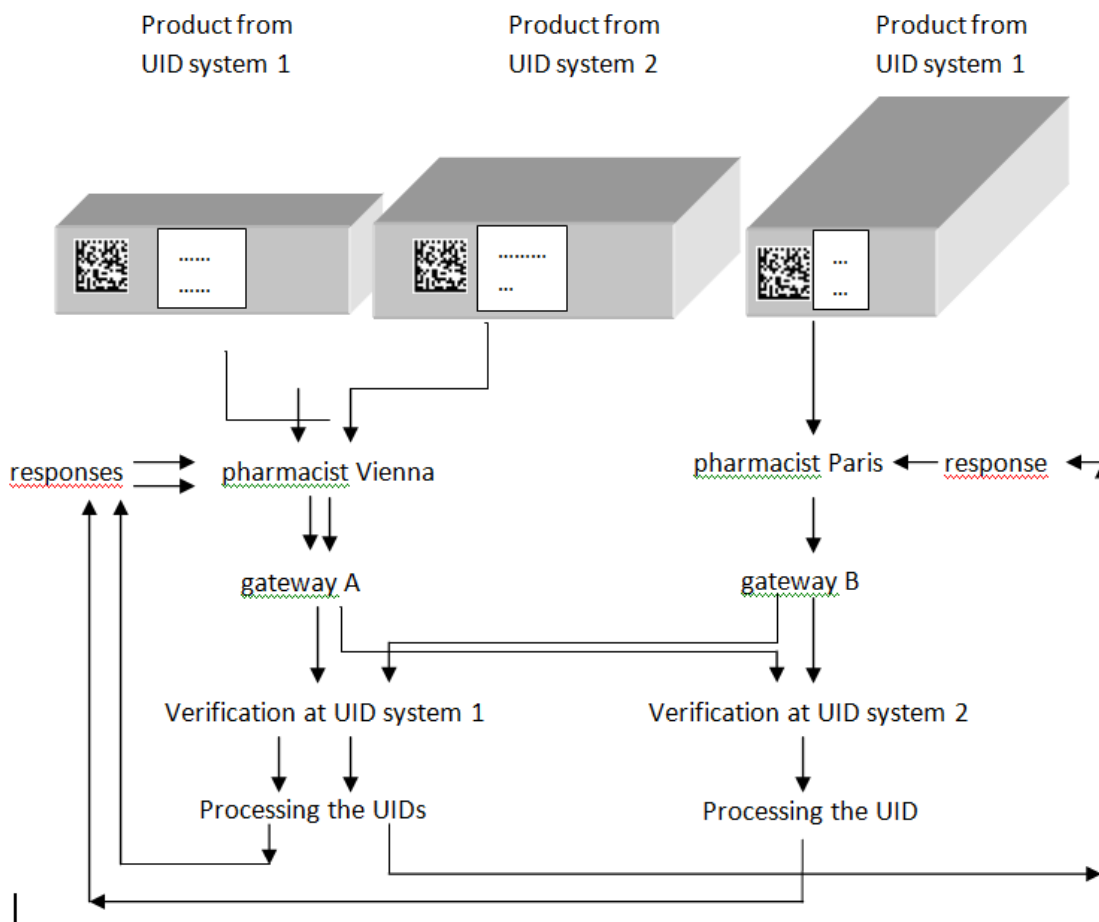 Product from
UID system 1
Product from
UID system 2
Product from
UID system 1
......
......
.........
...
...
...
responses
pharmacist Vienna
pharmacist Paris
response
gateway A
gateway B
Verification at UID system 1
Verification at UID system 2
Processing the UIDs
Processing the UID